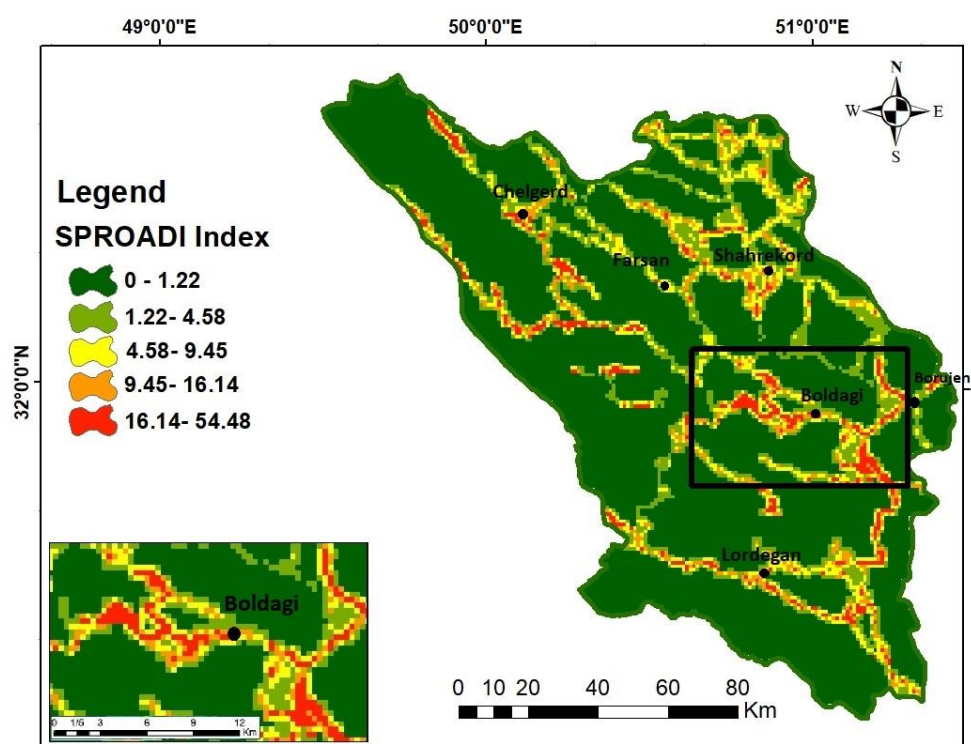 49°0'0"E 50°0'0"E 51°0'0"E
N
W E
S
32°0'0"N
Legend
SPROADI Index
0 - 1.22
1.22- 4.58
4.58- 9.45
9.45- 16.14
16.14- 54.48
Chelgerd
Farsan
Shahrekord
Borujen
Boldagi
Lordegan
Boldagi
0 1/6 3 6 9 12
Km
0 10 20 40 60 80
Km